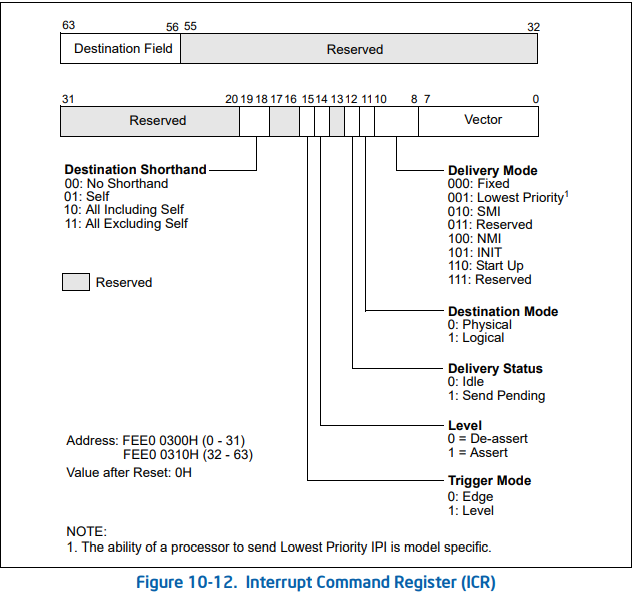 63 56 55 32
Destination Field Reserved
31 20 19 18 17 16 15 14 13 12 11 10 8 7 0
Reserved Vector
Destination Shorthand
00: No Shorthand
01: Self
10: All Including Self
11: All Excluding Self
Reserved
Delivery Mode
000: Fixed
001: Lowest Priority¹
010: SMI
011: Reserved
100: NMI
101: INIT
110: Start Up
111: Reserved
Destination Mode
0: Physical
1: Logical
Delivery Status
0: Idle
1: Send Pending
Level
0 = De-assert
1 = Assert
Trigger Mode
0: Edge
1: Level
Address: FEE0 0300H (0 - 31)
FEE0 0310H (32 - 63)
Value after Reset: 0H
NOTE:
1. The ability of a processor to send Lowest Priority IPI is model specific.
Figure 10-12. Interrupt Command Register (ICR)